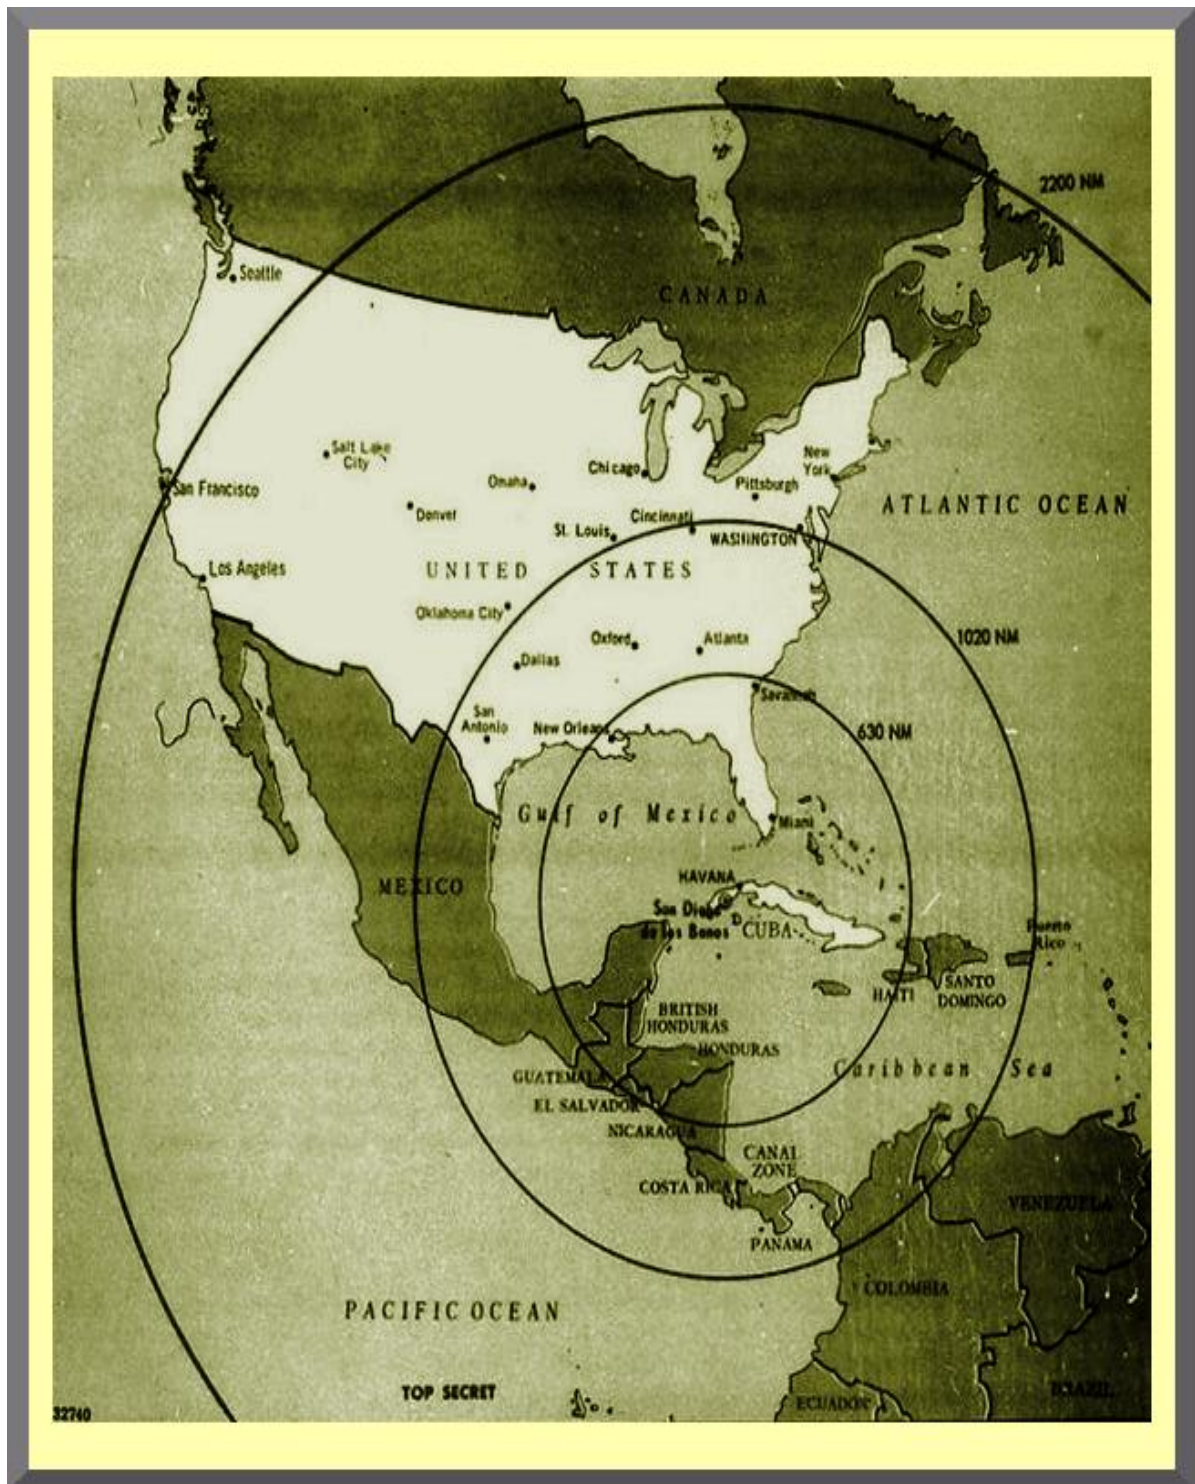 2200 NM
Seattle
CANADA
Salt Lake
City
New
York
Chicago
Pittsburgh
Omaha
San Francisco
ATLANTIC OCEAN
Denver
Cincinnati
St. Louis
WASHINGTON
Los Angeles
UNITED STATES
Oklahoma City
Oxford
Atlanta
1020 NM
Dallas
Savannah
San
Antonio
New Orleans
630 NM
Gulf of Mexico
Miami
HAVANA
MEXICO
San Diego
de los Banos
CUBA
Puerto
Rico
HAITI
SANTO
DOMINGO
BRITISH
HONDURAS
HONDURAS
Caribbean Sea
GUATEMALA
EL SALVADOR
NICARAGUA
CANAL
ZONE
COSTA RICA
VENEZUELA
PANAMA
COLOMBIA
PACIFIC OCEAN
TOP SECRET
BRAZIL
ECUADOR
32740